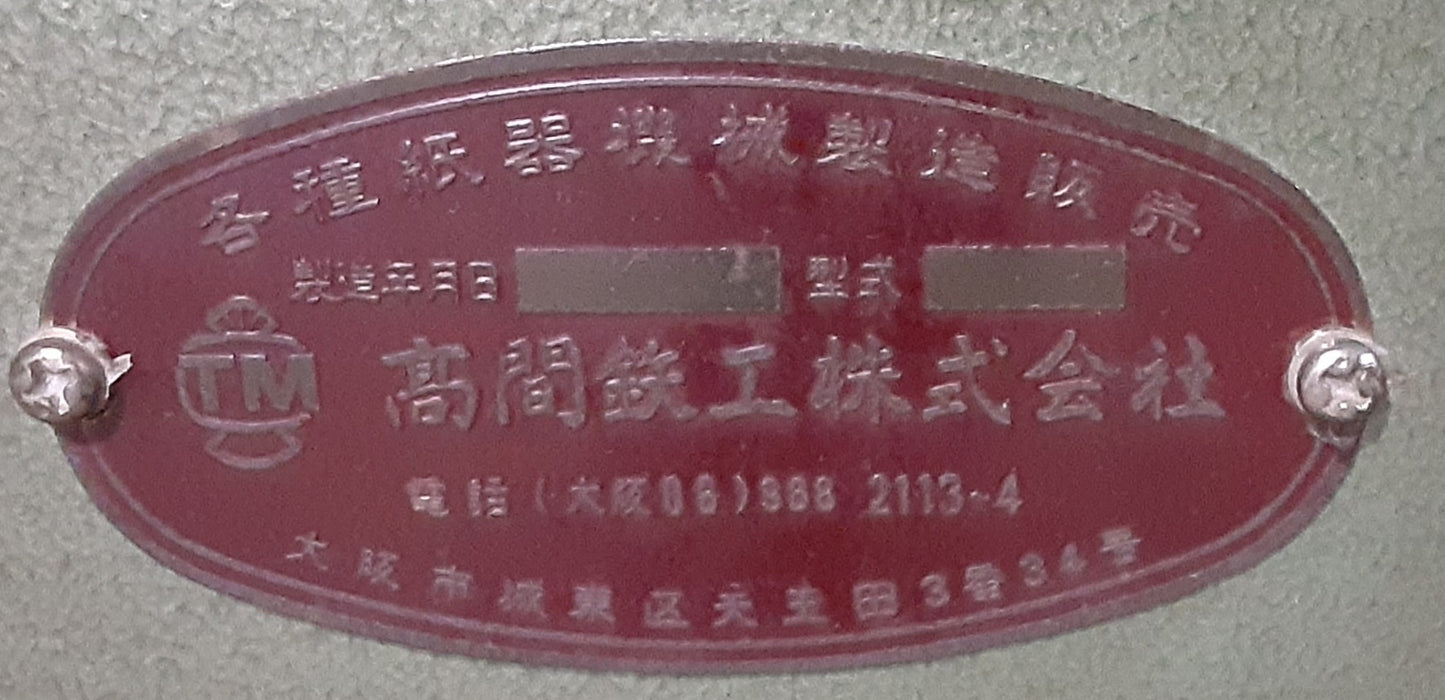 各種紙器機械製造販売
製造年月日 型式
TM
髙間鉄工株式会社
電話(大阪06) 2113~4
大阪市城東区天王田3番34号